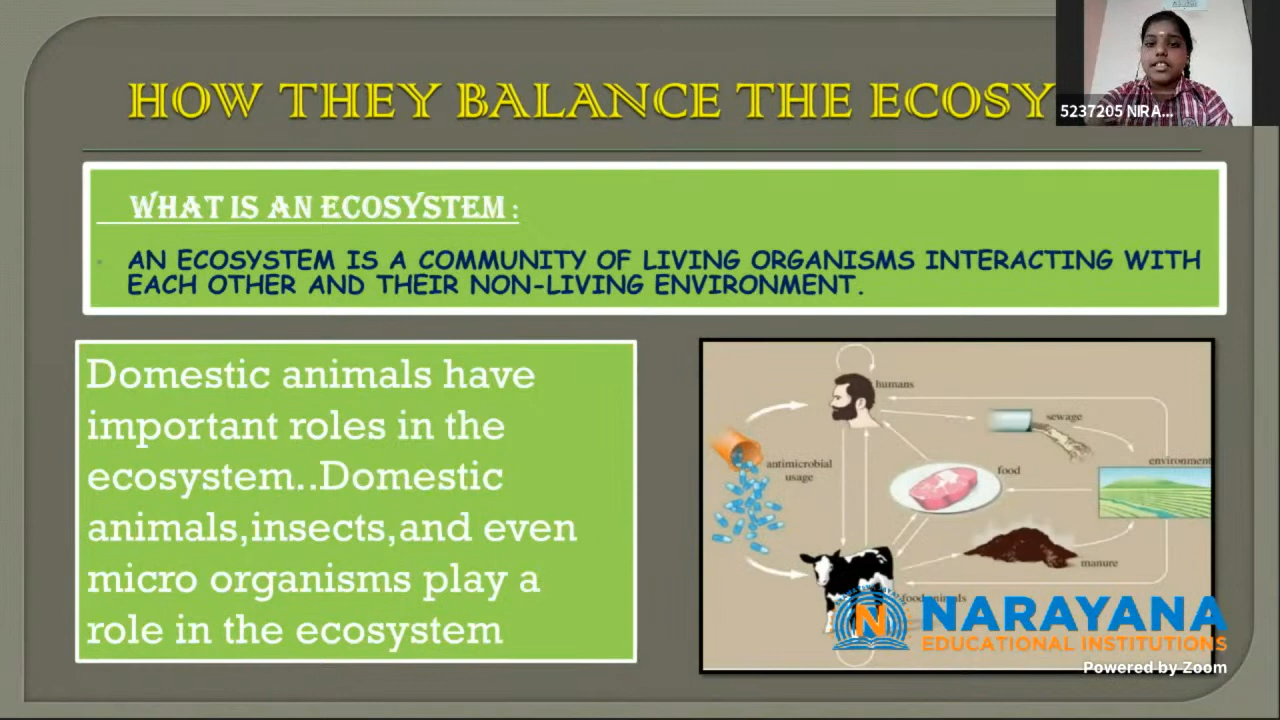 HOW THEY BALANCE THE ECOSY
5237205 NIRA...
WHAT IS AN ECOSYSTEM :
AN ECOSYSTEM IS A COMMUNITY OF LIVING ORGANISMS INTERACTING WITH
EACH OTHER AND THEIR NON-LIVING ENVIRONMENT.
Domestic animals have
important roles in the
ecosystem..Domestic
animals,insects,and even
micro organisms play a
role in the ecosystem
humans
sewage
antimicrobial
usage
food
environment
manure
food animals
N
NARAYANA
EDUCATIONAL INSTITUTIONS
Powered by Zoom